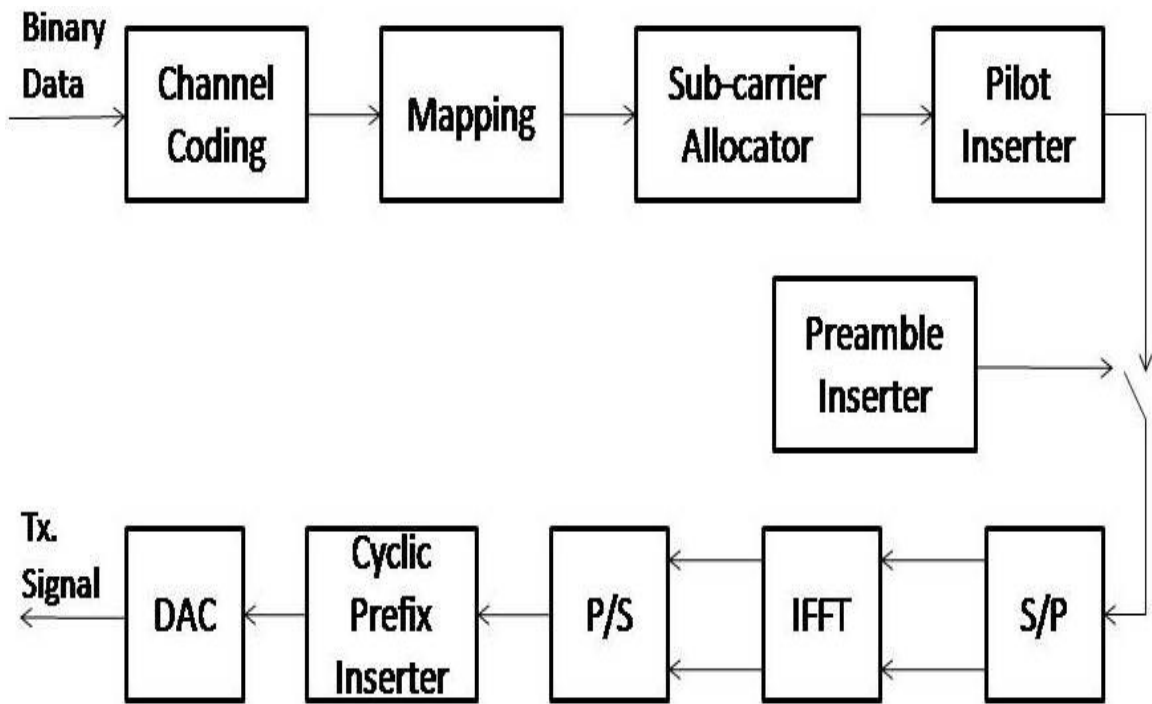 Binary
Data
Channel
Coding
Mapping
Sub-carrier
Allocator
Pilot
Inserter
Preamble
Inserter
Tx.
Signal
DAC
Cyclic
Prefix
Inserter
P/S
IFFT
S/P